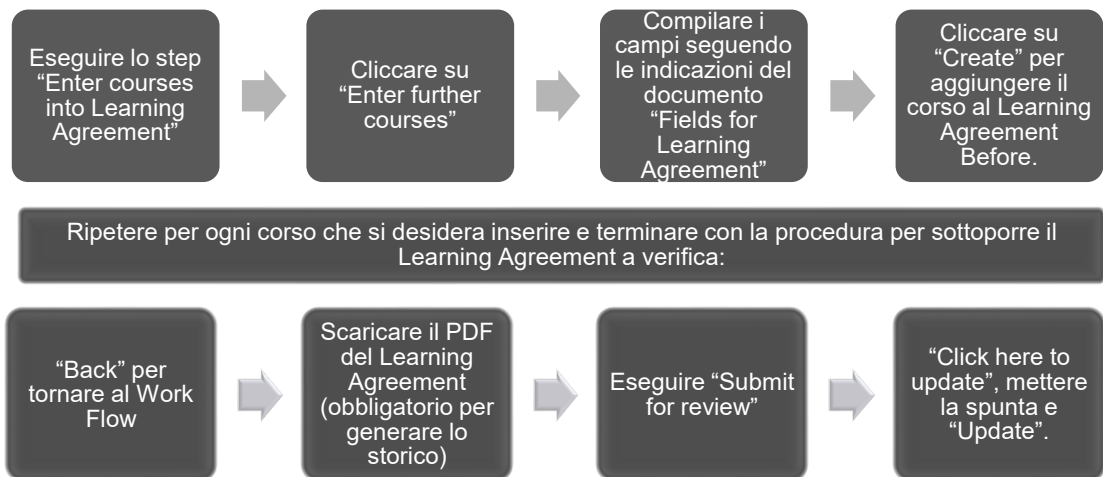 Eseguire lo step
“Enter courses
into Learning
Agreement”
Cliccare su
“Enter further
courses”
Compilare i
campi seguendo
le indicazioni del
documento
“Fields for
Learning
Agreement”
Cliccare su
“Create” per
aggiungere il
corso al Learning
Agreement
Before.
Ripetere per ogni corso che si desidera inserire e terminare con la procedura per sottoporre il
Learning Agreement a verifica:
“Back” per
tornare al Work
Flow
Scaricare il PDF
del Learning
Agreement
(obbligatorio per
generare lo
storico)
Eseguire “Submit
for review”
“Click here to
update”, mettere
la spunta e
“Update”.